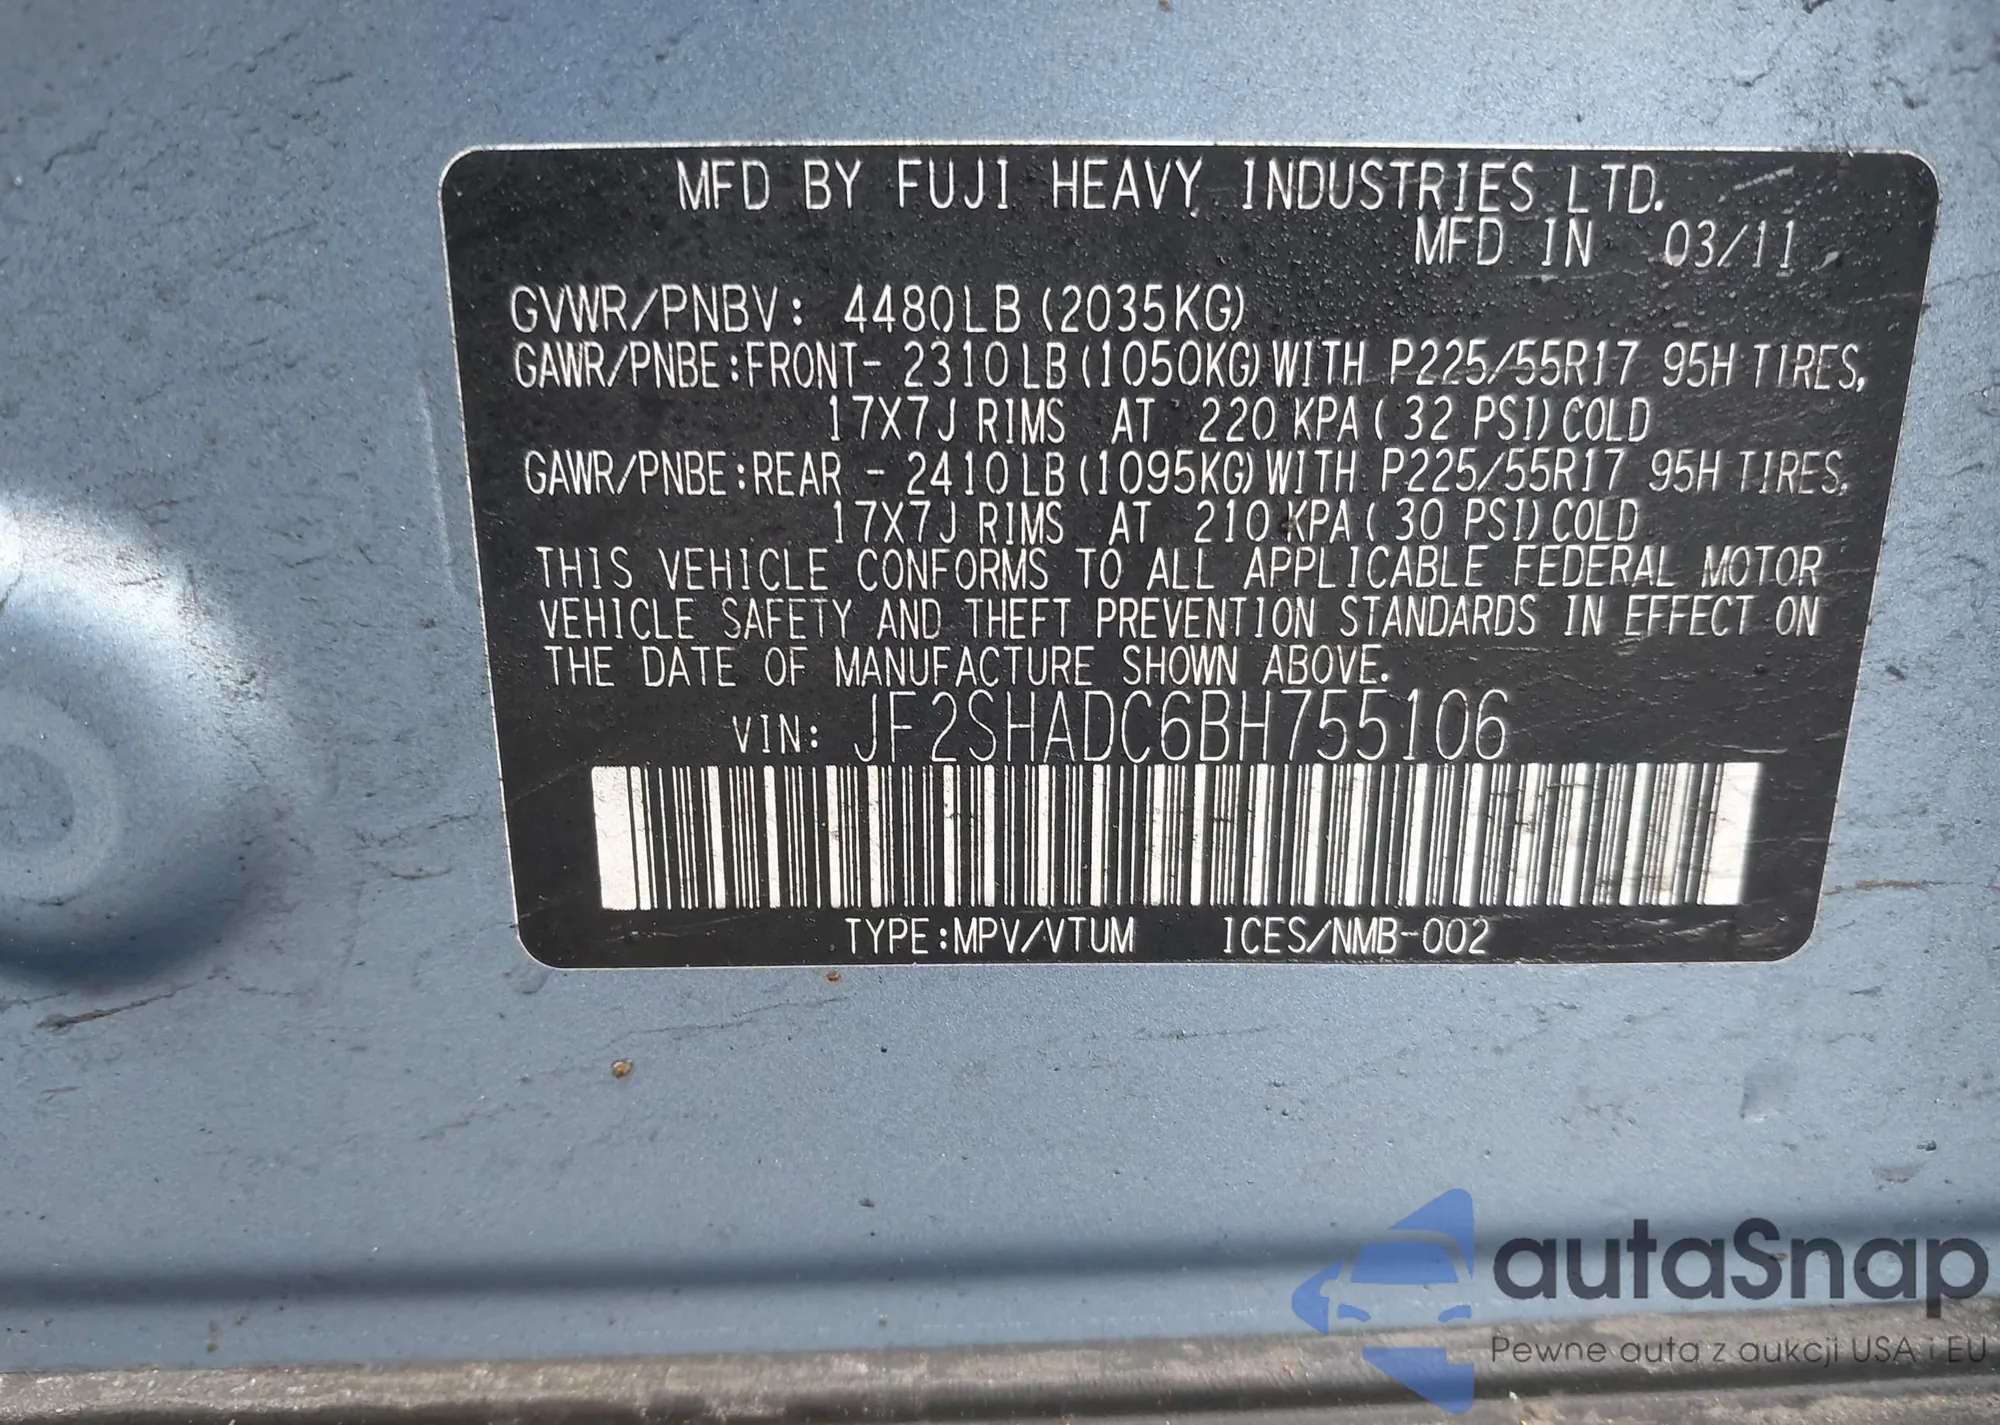 MFD BY FUJI HEAVY INDUSTRIES LTD.
MFD IN 03/11
GVWR/PNBV: 4480LB (2035KG)
GAWR/PNBE:FRONT- 2310LB (1050KG) WITH P225/55R17 95H TIRES,
17X7J RIMS AT 220 KPA ( 32 PSI) COLD
GAWR/PNBE:REAR - 2410LB (1095KG) WITH P225/55R17 95H TIRES,
17X7J RIMS AT 210 KPA ( 30 PSI) COLD
THIS VEHICLE CONFORMS TO ALL APPLICABLE FEDERAL MOTOR
VEHICLE SAFETY AND THEFT PREVENTION STANDARDS IN EFFECT ON
THE DATE OF MANUFACTURE SHOWN ABOVE.
VIN: JF2SHADC6BH755106
TYPE:MPV/VTUM ICES/NMB-002
autaSnap
Pewne auta z aukcji USA i EU